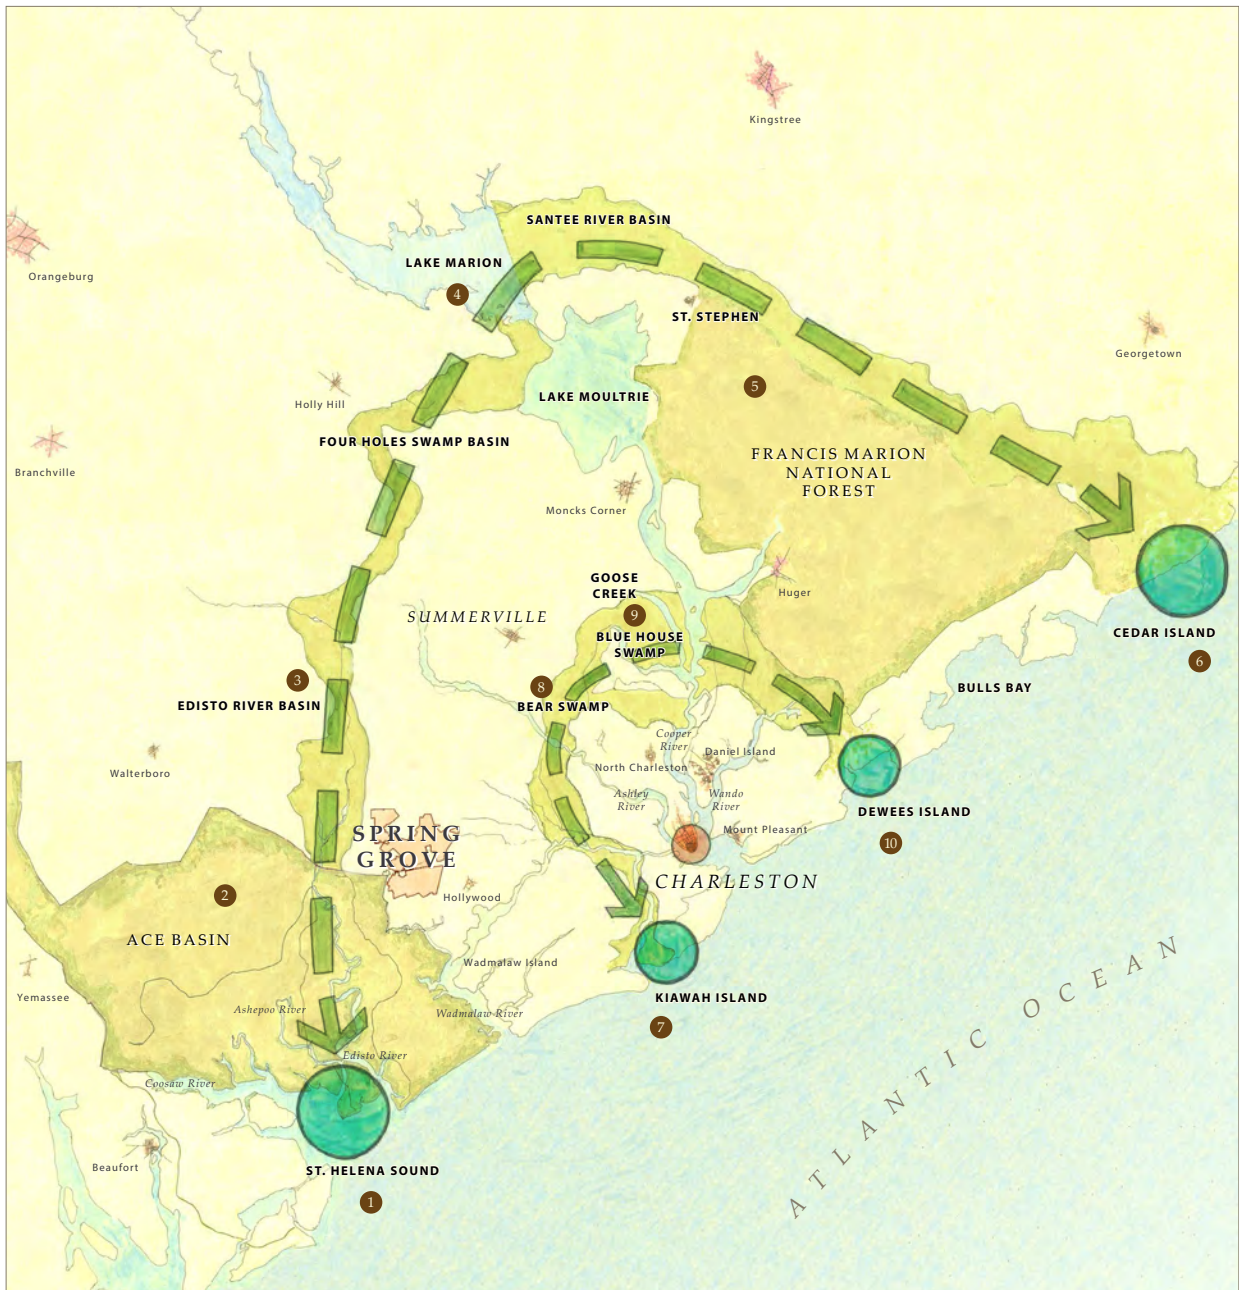 Kingstree
SANTEE RIVER BASIN
LAKE MARION
Orangeburg
4
ST. STEPHEN
Georgetown
5
LAKE MOULTRIE
Holly Hill
FOUR HOLES SWAMP BASIN
FRANCIS MARION
NATIONAL
FOREST
Branchville
Moncks Corner
GOOSE
CREEK
Huger
9
SUMMERVILLE
BLUE HOUSE
SWAMP
CEDAR ISLAND
6
3
8
BULLS BAY
EDISTO RIVER BASIN
BEAR SWAMP
Cooper
River
Daniel Island
North Charleston
Walterboro
Ashley
River
Wando
River
DEWEES ISLAND
10
Mount Pleasant
SPRING
GROVE
CHARLESTON
2
Hollywood
ACE BASIN
Wadmalaw Island
Yemassee
KIAWAH ISLAND
7
Ashepoo River
Wadmalaw River
Edisto River
Coosaw River
ATLANTIC OCEAN
Beaufort
ST. HELENA SOUND
1